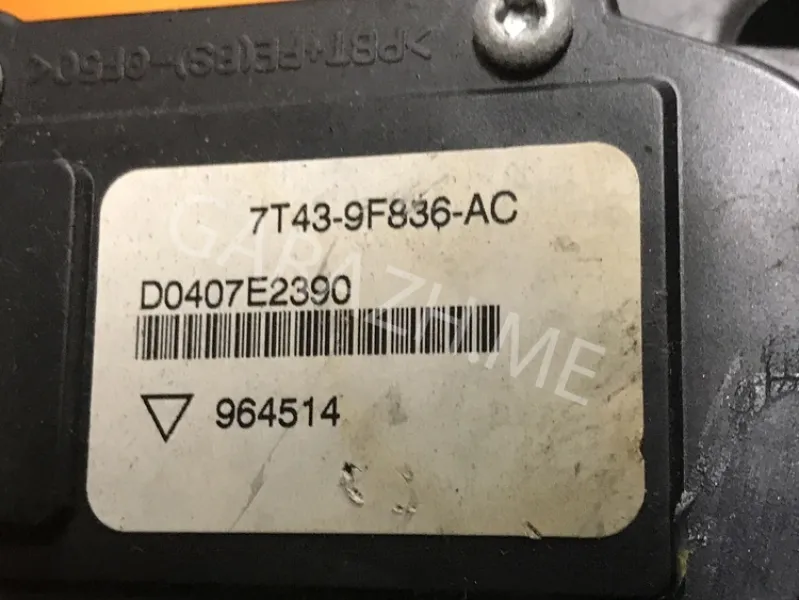 >PBT+PE(BS)-GF30<
7T43-9F836-AC
D0407E2390
964514
GARAZH.ME